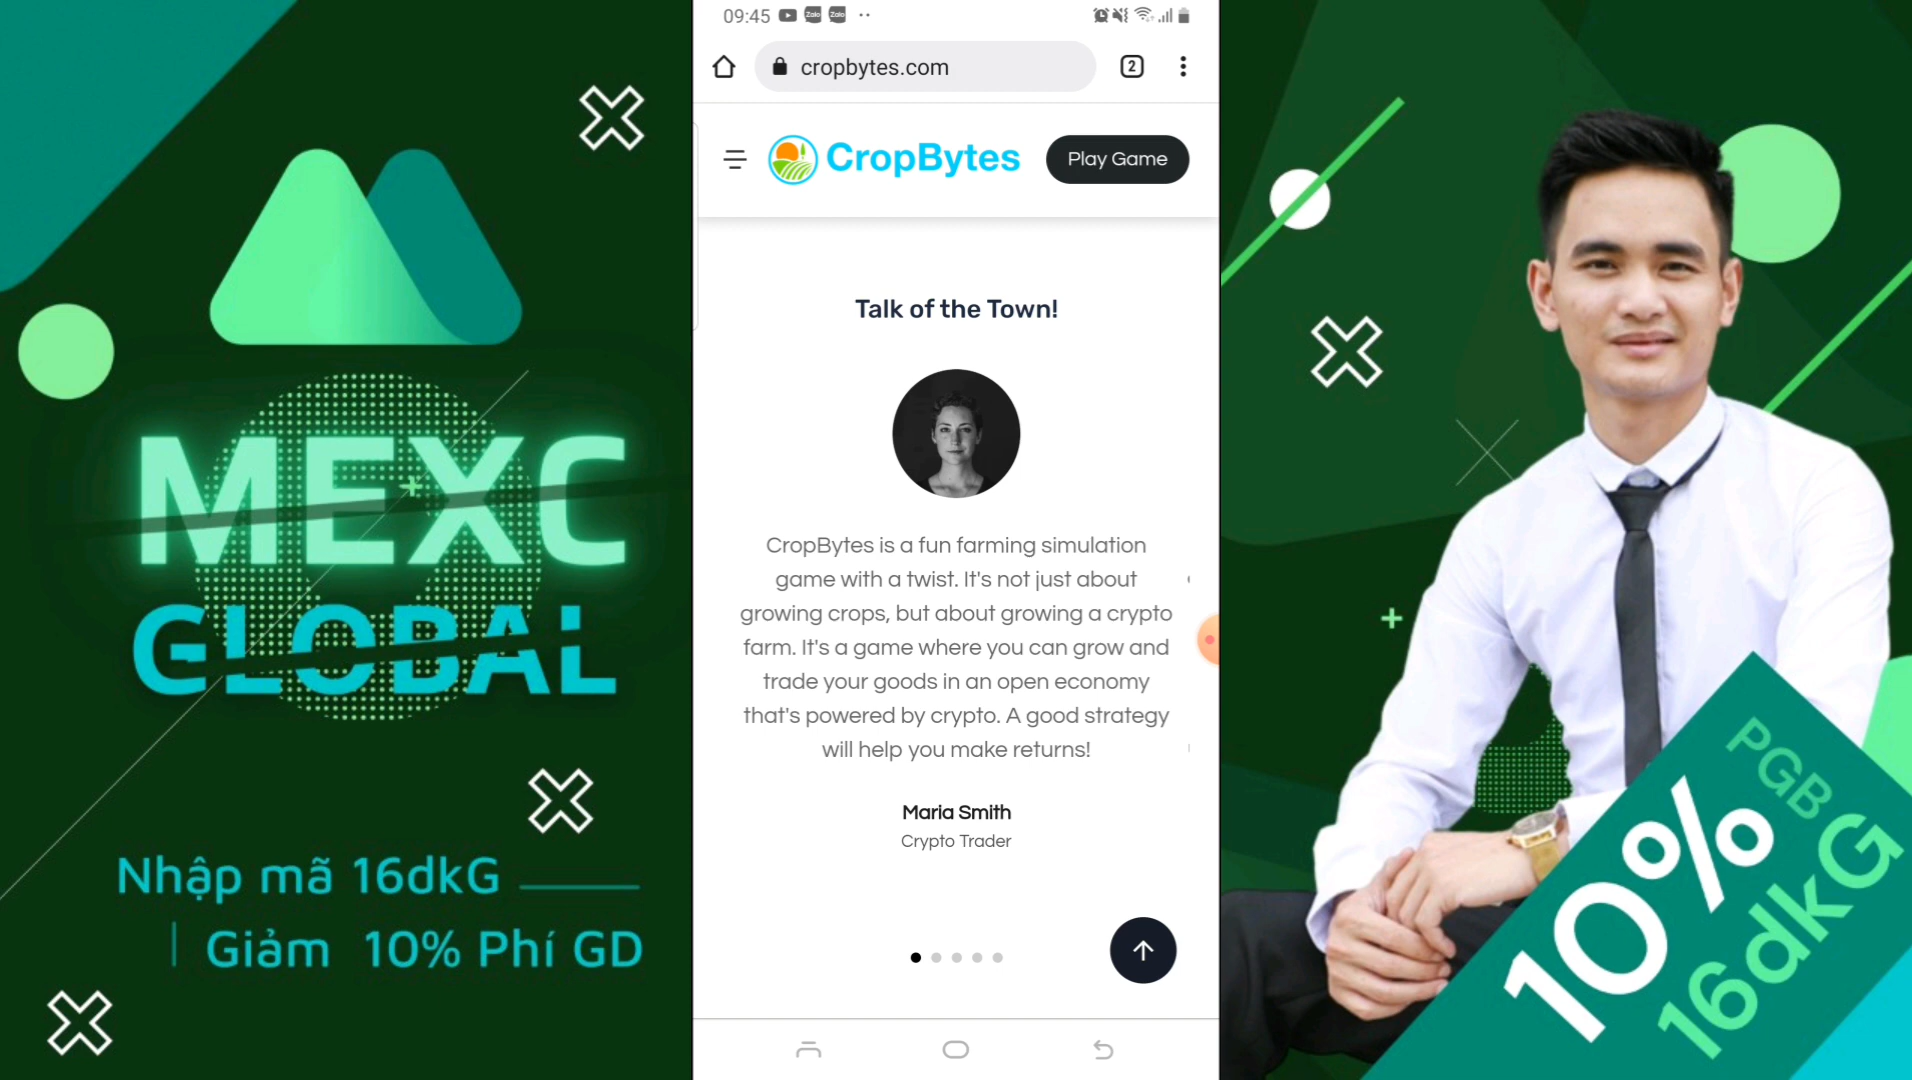 MEXC
GLOBAL
Nhập mã 16dkG
Giảm 10% Phí GD
09:45
Zalo
Zalo
cropbytes.com
2
CropBytes
Play Game
Talk of the Town!
CropBytes is a fun farming simulation
game with a twist. It's not just about
growing crops, but about growing a crypto
farm. It's a game where you can grow and
trade your goods in an open economy
that's powered by crypto. A good strategy
will help you make returns!
Maria Smith
Crypto Trader
PGB
10%
16dkG